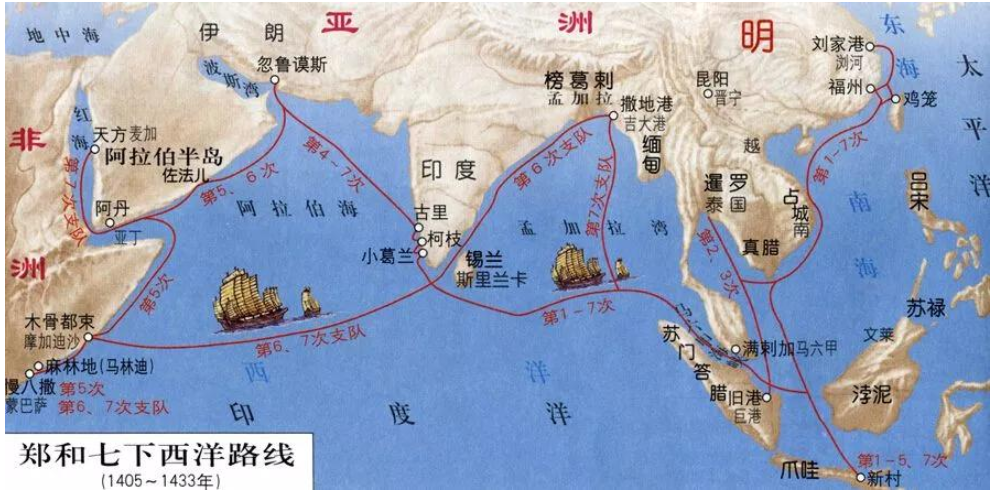 亚洲
非洲
明
地中海
伊朗
波斯湾
忽鲁谟斯
红海
天方麦加
阿拉伯半岛
佐法儿
阿丹
亚丁
第7次支队
第5、6次
第4-7次
阿拉伯海
印度
古里
柯枝
小葛兰
锡兰
斯里兰卡
榜葛剌
孟加拉
撒地港
吉大港
缅甸
第6次支队
第7次支队
孟加拉湾
昆阳
晋宁
刘家港
浏河
福州
鸡笼
东海
太平洋
越南
暹罗
泰国
占城
真腊
南海
吕宋
第1-7次
第2、3次
第1-7次
第5次
木骨都束
摩加迪沙
麻林地(马林迪)
慢八撒
蒙巴萨
第5次
第6、7次支队
第6、7次支队
西洋
印度洋
苏门答腊
满剌加马六甲
旧港
巨港
文莱
苏禄
浡泥
爪哇
新村
第1-5、7次
郑和七下西洋路线
(1405~1433年)